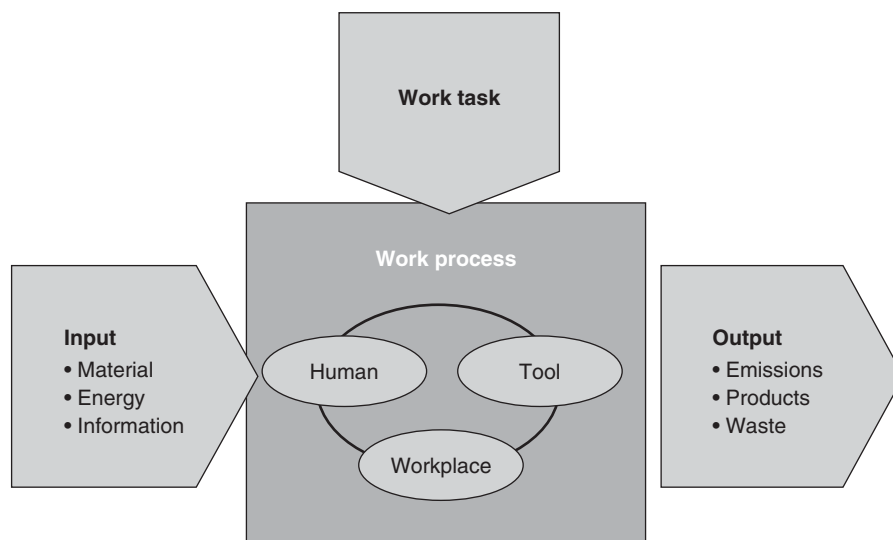 Work task
Work process
Input
• Material
• Energy
• Information
Human
Tool
Workplace
Output
• Emissions
• Products
• Waste